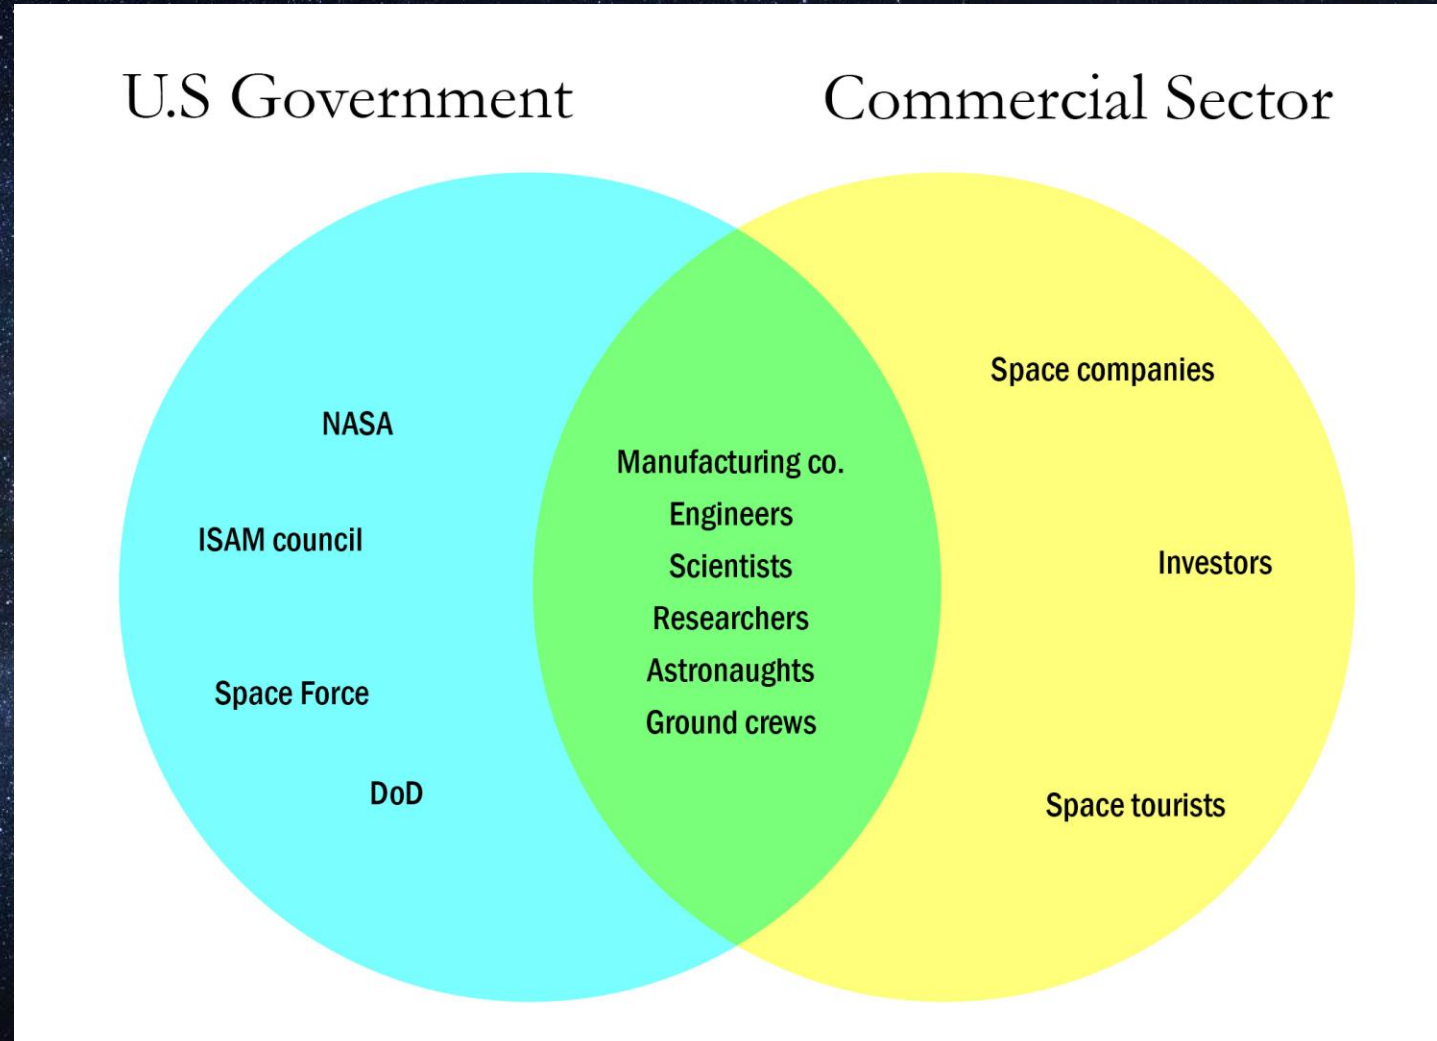 U.S Government
Commercial Sector
NASA
ISAM council
Space Force
DoD
Manufacturing co.
Engineers
Scientists
Researchers
Astronaughts
Ground crews
Space companies
Investors
Space tourists